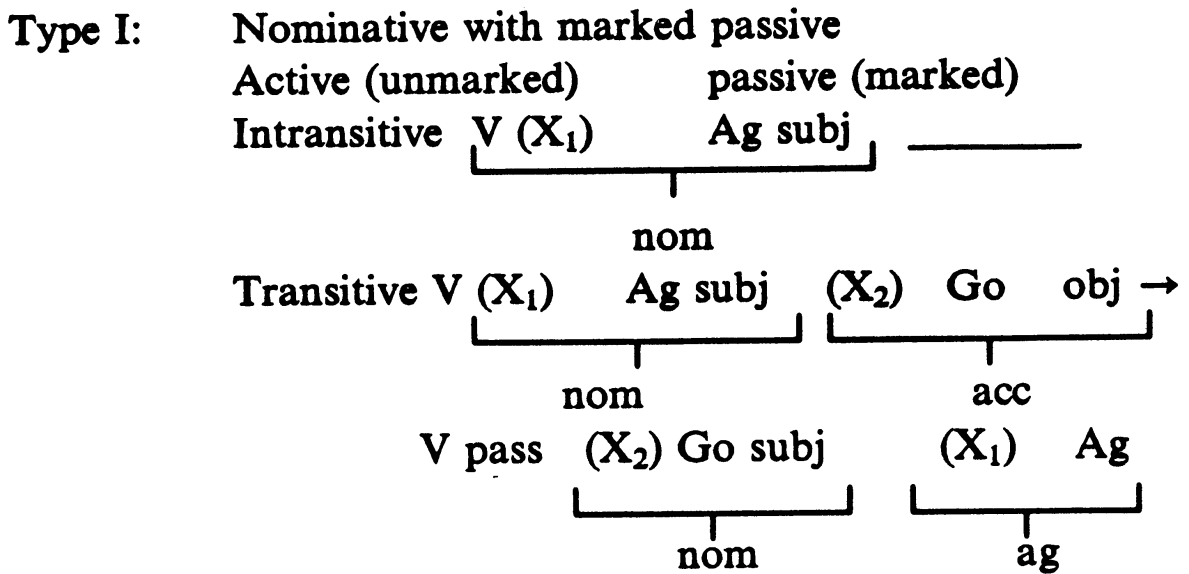 Type I: Nominative with marked passive
Active (unmarked) passive (marked)
Intransitive V (X₁) Ag subj
nom
Transitive V (X₁) Ag subj (X₂) Go obj →
nom acc
V pass (X₂) Go subj (X₁) Ag
nom ag